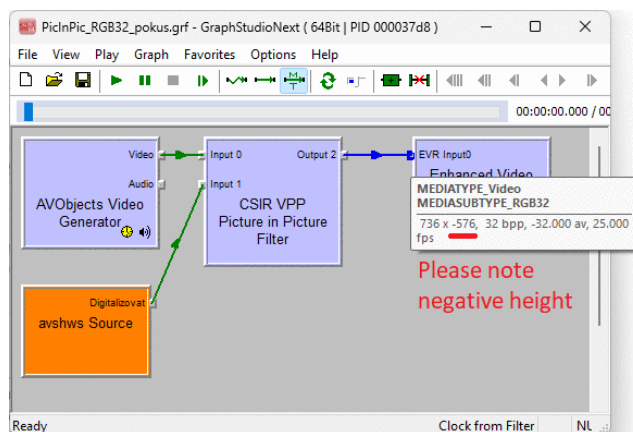 PicInPic_RGB32_pokus.grf - GraphStudioNext ( 64Bit | PID 000037d8 )
File View Play Graph Favorites Options Help
00:00:00.000 / 00
Video
Audio
AVObjects Video
Generator
Input 0
Output 2
Input 1
CSIR VPP
Picture in Picture
Filter
EVR Input0
Enhanced Video
MEDIATYPE_Video
MEDIASUBTYPE_RGB32
736 x -576, 32 bpp, -32.000 av, 25.000
fps
Please note
negative height
Digitalizovat
avshws Source
Ready
Clock from Filter